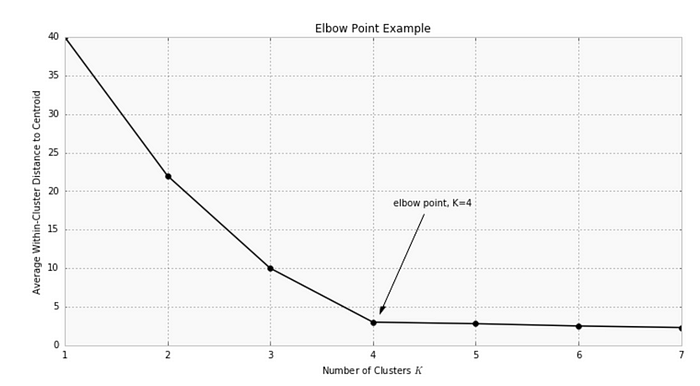 Elbow Point Example
40
35
30
25
20
15
10
5
0
Average Within-Cluster Distance to Centroid
elbow point, K=4
1 2 3 4 5 6 7
Number of Clusters K